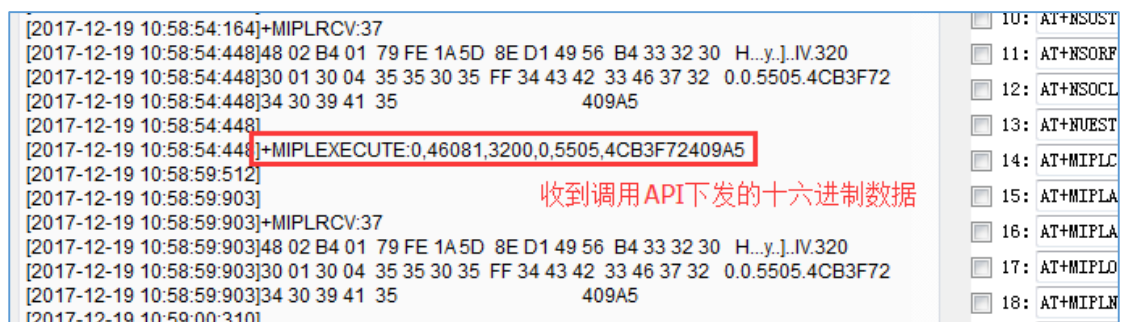 [2017-12-19 10:58:54:164]+MIPLRCV:37
[2017-12-19 10:58:54:448]48 02 B4 01 79 FE 1A5D 8E D1 49 56 B4 33 32 30 H...y..]..IV.320
[2017-12-19 10:58:54:448]30 01 30 04 35 35 30 35 FF 34 43 42 33 46 37 32 0.0.5505.4CB3F72
[2017-12-19 10:58:54:448]34 30 39 41 35 409A5
[2017-12-19 10:58:54:448]
[2017-12-19 10:58:54:448]+MIPLEXECUTE:0,46081,3200,0,5505,4CB3F72409A5
[2017-12-19 10:58:59:512]
[2017-12-19 10:58:59:903]
收到调用API下发的十六进制数据
[2017-12-19 10:58:59:903]+MIPLRCV:37
[2017-12-19 10:58:59:903]48 02 B4 01 79 FE 1A5D 8E D1 49 56 B4 33 32 30 H...y..]..IV.320
[2017-12-19 10:58:59:903]30 01 30 04 35 35 30 35 FF 34 43 42 33 46 37 32 0.0.5505.4CB3F72
[2017-12-19 10:58:59:903]34 30 39 41 35 409A5
[2017-12-19 10:59:00:310]
10: AT+NSOST
11: AT+NSORF
12: AT+NSOCL
13: AT+NUEST
14: AT+MIPLC
15: AT+MIPLA
16: AT+MIPLA
17: AT+MIPLO
18: AT+MIPLN